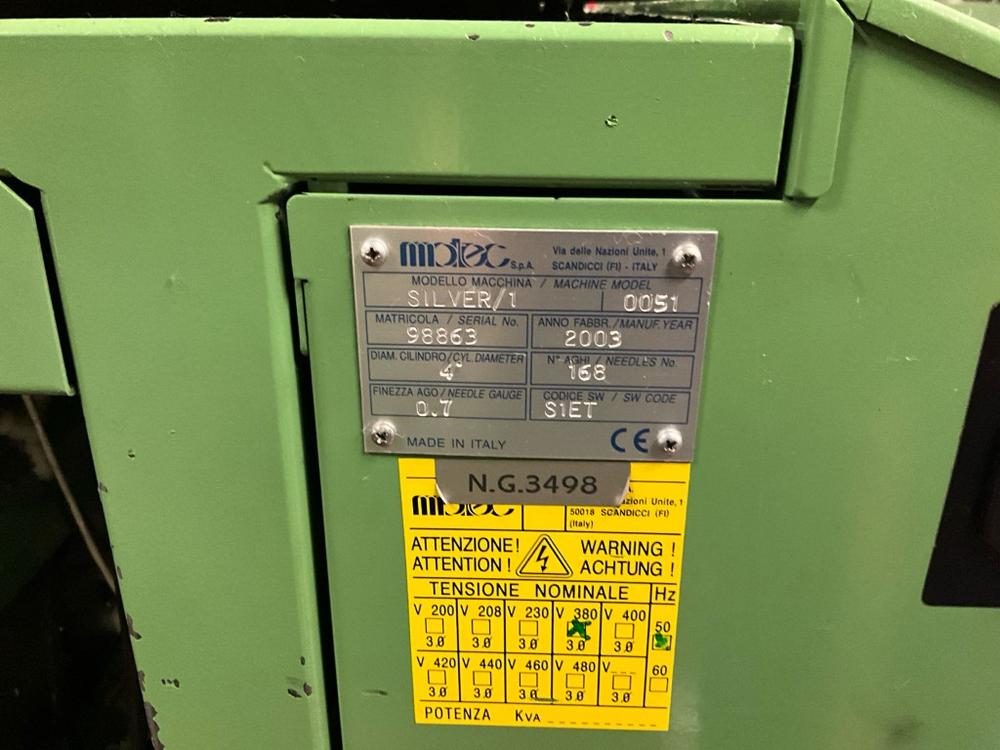 matec S.p.A. Via delle Nazioni Unite, 1
SCANDICCI (FI) - ITALY
MODELLO MACCHINA / MACHINE MODEL
SILVER/1 0051
MATRICOLA / SERIAL No. ANNO FABBR./MANUF. YEAR
98863 2003
DIAM. CILINDRO/CYL. DIAMETER N° AGHI / NEEDLES No.
4" 168
FINEZZA AGO / NEEDLE GAUGE CODICE SW / SW CODE
0.7 S1ET
MADE IN ITALY CE
N.G.3498
Unite, 1
50018 SCANDICCI (FI)
(Italy)
ATTENZIONE! WARNING !
ATTENTION ! ACHTUNG !
TENSIONE NOMINALE Hz
V 200 V 208 V 230 V 380 V 400 50
3Ø 3Ø 3Ø 3Ø 3Ø
V 420 V 440 V 460 V 480 V___ 60
3Ø 3Ø 3Ø 3Ø 3Ø
POTENZA KVA